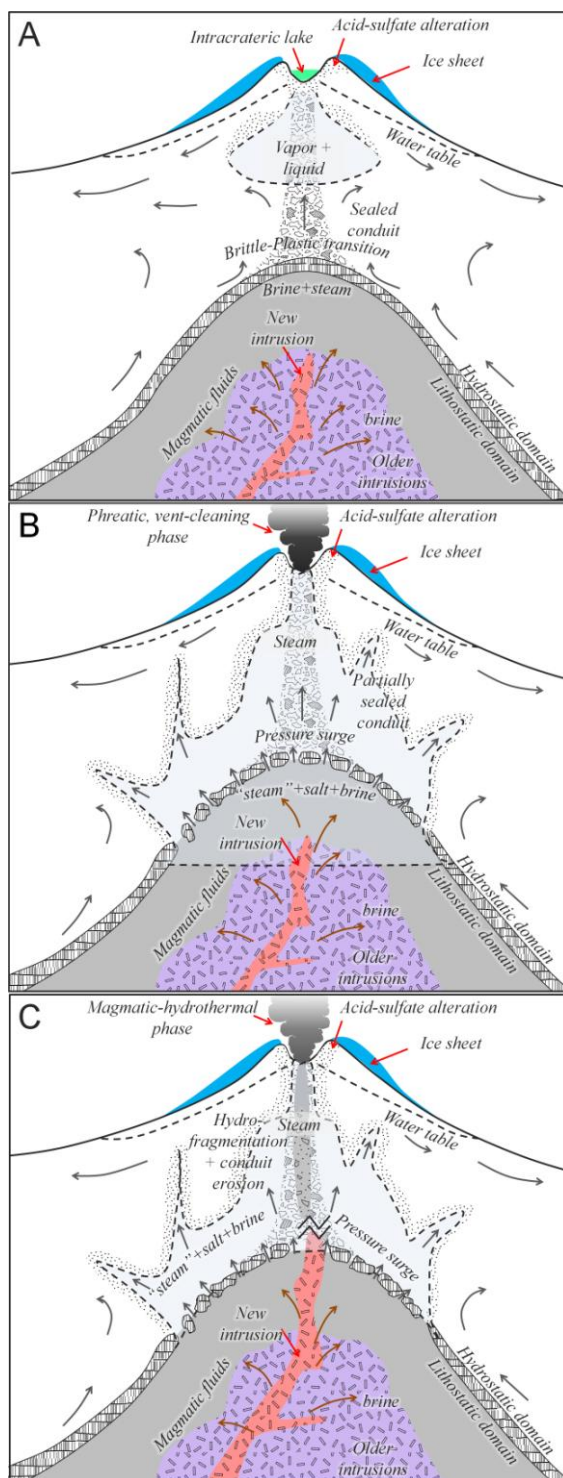 A
Intracrateric lake
Acid-sulfate alteration
Ice sheet
Vapor +
liquid
Water table
Sealed
conduit
Brittle-Plastic transition
Brine+steam
New
intrusion
Magmatic fluids
brine
Older
intrusions
Hydrostatic domain
Lithostatic domain
B
Phreatic, vent-cleaning
phase
Acid-sulfate alteration
Ice sheet
Steam
Water table
Partially
sealed
conduit
Pressure surge
"steam"+salt+brine
New
intrusion
Magmatic fluids
brine
Older
intrusions
Hydrostatic domain
Lithostatic domain
C
Magmatic-hydrothermal
phase
Acid-sulfate alteration
Ice sheet
Hydro-
fragmentation
+ conduit
erosion
Steam
Water table
steam"+salt+brine
Pressure surge
New
intrusion
Magmatic fluids
brine
Older
intrusions
Hydrostatic domain
Lithostatic domain